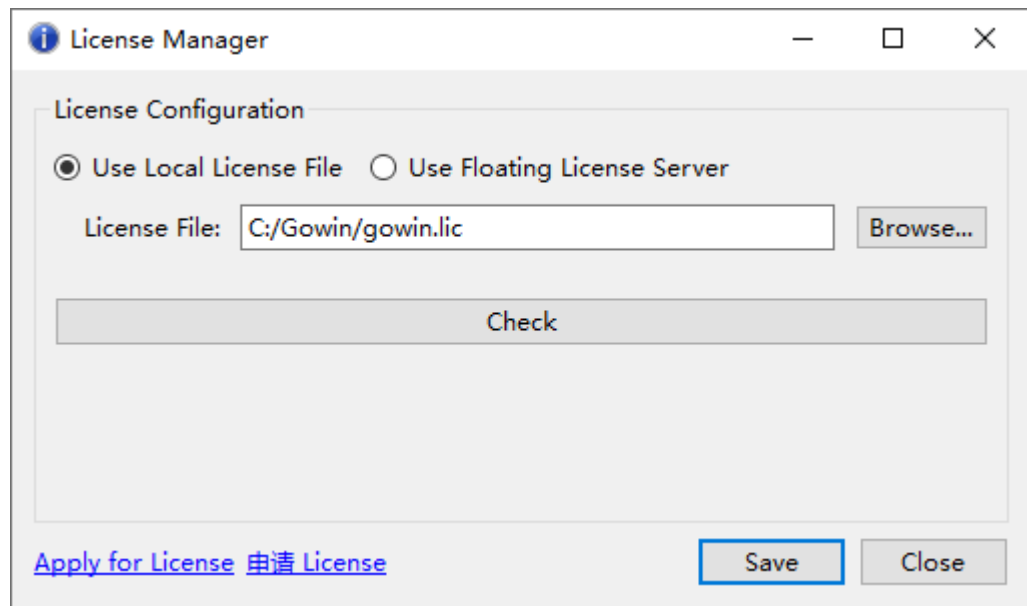 License Manager
License Configuration
Use Local License File Use Floating License Server
License File: C:/Gowin/gowin.lic Browse...
Check
Apply for License 申请 License Save Close